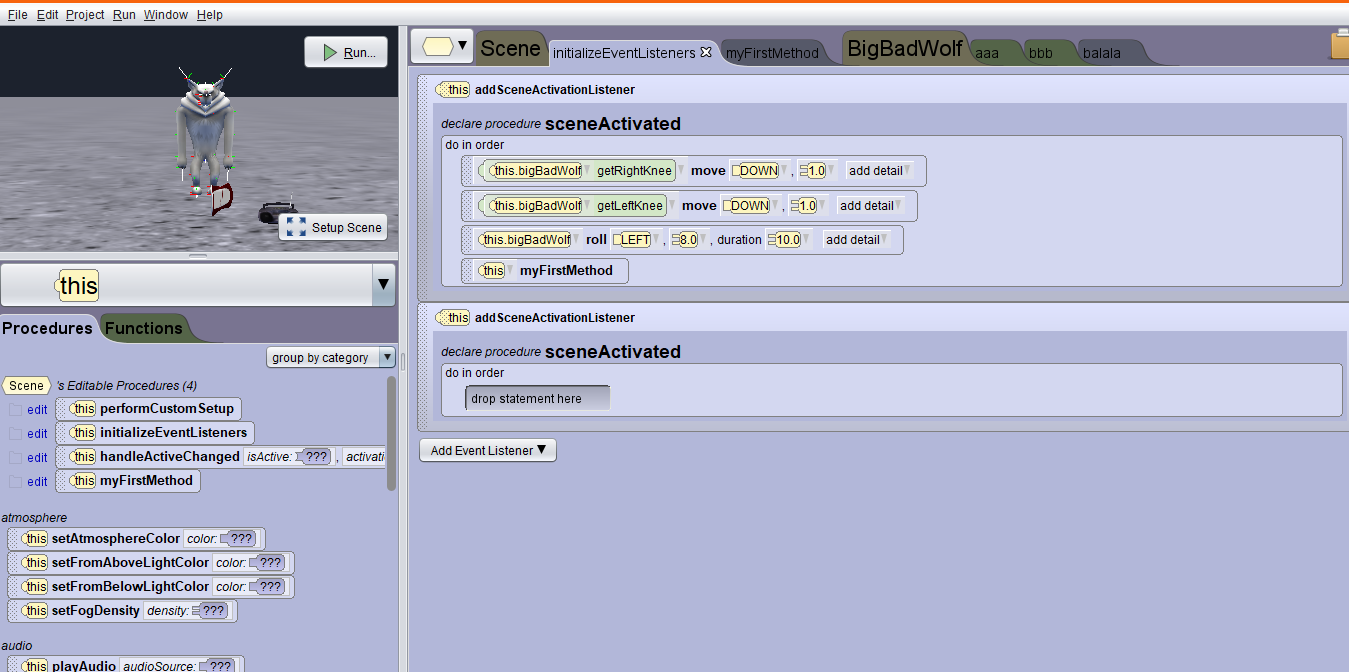 File Edit Project Run Window Help
Run...
Setup Scene
this
Procedures Functions
group by category
Scene 's Editable Procedures (4)
edit this performCustomSetup
edit this initializeEventListeners
edit this handleActiveChanged isActive: ??? , activati
edit this myFirstMethod
atmosphere
this setAtmosphereColor color: ???
this setFromAboveLightColor color: ???
this setFromBelowLightColor color: ???
this setFogDensity density: ???
audio
this playAudio audioSource: ???
Scene initializeEventListeners myFirstMethod BigBadWolf aaa bbb balala
this addSceneActivationListener
declare procedure sceneActivated
do in order
this.bigBadWolf getRightKnee move DOWN , 1.0 add detail
this.bigBadWolf getLeftKnee move DOWN , 1.0 add detail
this.bigBadWolf roll LEFT , 8.0 , duration 10.0 add detail
this myFirstMethod
this addSceneActivationListener
declare procedure sceneActivated
do in order
drop statement here
Add Event Listener